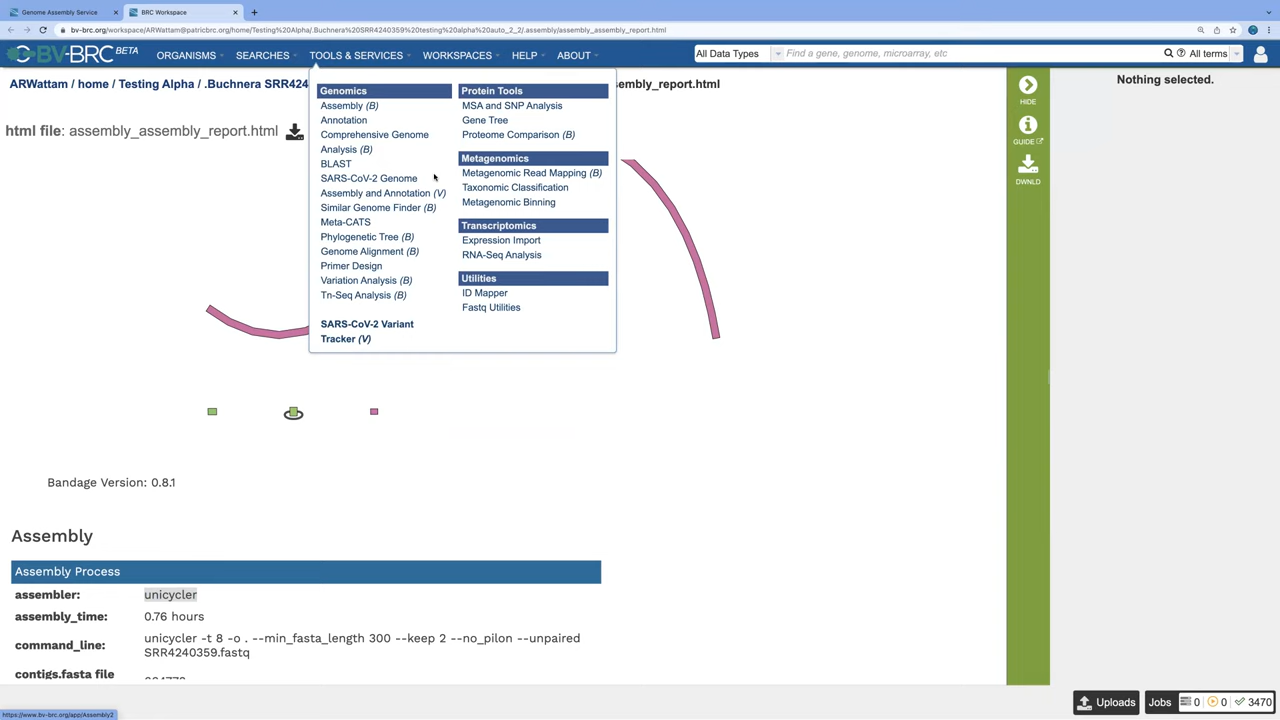 Genome Assembly Service × BRC Workspace × +
bv-brc.org/workspace/ARWattam@patricbrc.org/home/Testing%20Alpha/.Buchnera%20SRR4240359%20testing%20alpha%20auto_2_2/.assembly/assembly_assembly_report.html
BV-BRC BETA ORGANISMS SEARCHES TOOLS & SERVICES WORKSPACES HELP ABOUT All Data Types Find a gene, genome, microarray, etc All terms
ARWattam / home / Testing Alpha / .Buchnera SRR424 embly_report.html
html file: assembly_assembly_report.html
Genomics
Assembly (B)
Annotation
Comprehensive Genome
Analysis (B)
BLAST
SARS-CoV-2 Genome
Assembly and Annotation (V)
Similar Genome Finder (B)
Meta-CATS
Phylogenetic Tree (B)
Genome Alignment (B)
Primer Design
Variation Analysis (B)
Tn-Seq Analysis (B)
SARS-CoV-2 Variant
Tracker (V)
Protein Tools
MSA and SNP Analysis
Gene Tree
Proteome Comparison (B)
Metagenomics
Metagenomic Read Mapping (B)
Taxonomic Classification
Metagenomic Binning
Transcriptomics
Expression Import
RNA-Seq Analysis
Utilities
ID Mapper
Fastq Utilities
HIDE
GUIDE
DWNLD
Nothing selected.
Bandage Version: 0.8.1
Assembly
Assembly Process
assembler: unicycler
assembly_time: 0.76 hours
command_line: unicycler -t 8 -o . --min_fasta_length 300 --keep 2 --no_pilon --unpaired
SRR4240359.fastq
contigs.fasta file
https://www.bv-brc.org/app/Assembly2
Uploads Jobs 0 0 3470